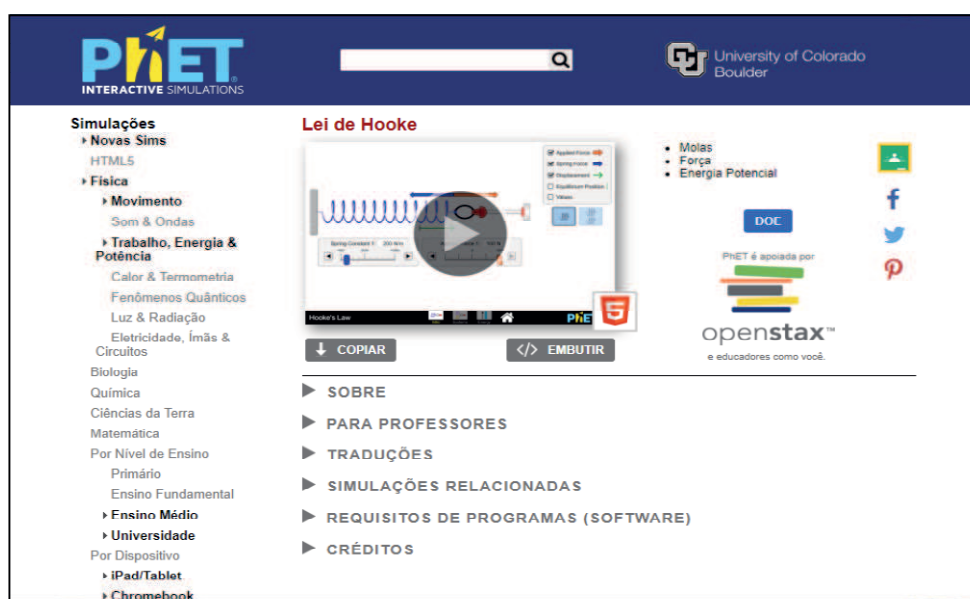 PhET
INTERACTIVE SIMULATIONS
University of Colorado
Boulder
Simulações
Novas Sims
HTML5
Física
Movimento
Som & Ondas
Trabalho, Energia &
Potência
Calor & Termometria
Fenômenos Quânticos
Luz & Radiação
Eletricidade, Ímãs &
Circuitos
Biologia
Química
Ciências da Terra
Matemática
Por Nível de Ensino
Primário
Ensino Fundamental
Ensino Médio
Universidade
Por Dispositivo
iPad/Tablet
Chromebook
Lei de Hooke
Applied Force
Spring Force
Displacement
Equilibrium Position
Values
Spring Constant 1: 200 N/m
Hooke's Law
PhET
COPIAR
</> EMBUTIR
• Molas
• Força
• Energia Potencial
DOE
PhET é apoiada por
openstax™
e educadores como você.
SOBRE
PARA PROFESSORES
TRADUÇÕES
SIMULAÇÕES RELACIONADAS
REQUISITOS DE PROGRAMAS (SOFTWARE)
CRÉDITOS